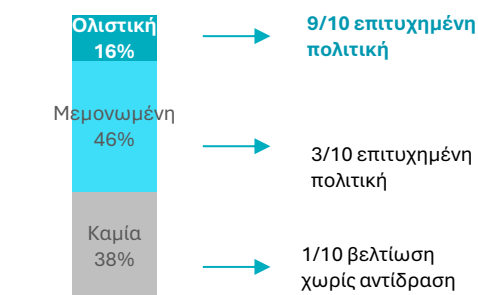 Ολιστική
16%
9/10 επιτυχημένη
πολιτική
Μεμονωμένη
46%
3/10 επιτυχημένη
πολιτική
Καμία
38%
1/10 βελτίωση
χωρίς αντίδραση